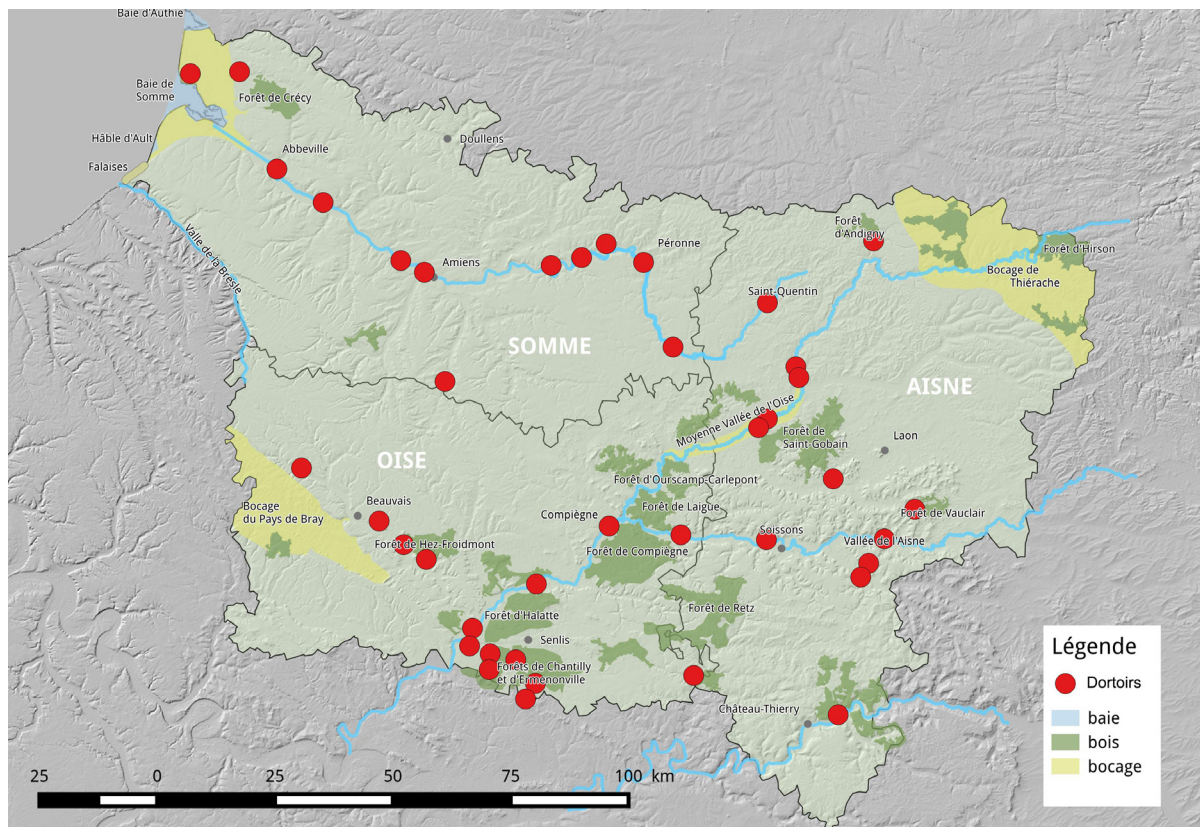 Baie d'Authie
Baie de
Somme
Forêt de Crécy
Hâble d'Ault
Abbeville
Doullens
Falaises
Valle de la Bresle
Amiens
Péronne
Forêt
d'Andigny
Forêt d'Hirson
Bocage de
Thiérache
Saint-Quentin
SOMME
AISNE
Moyenne Vallée de l'Oise
Forêt de
Saint-Gobain
Laon
OISE
Forêt d'Ourscamp-Carlepont
Beauvais
Bocage
du Pays de Bray
Compiègne
Forêt de Laigue
Forêt de Vauclair
Soissons
Vallée de l'Aisne
Forêt de Hez-Froidmont
Forêt de Compiègne
Forêt d'Halatte
Forêt de Retz
Senlis
Forêts de Chantilly
et d'Ermenonville
Château-Thierry
Légende
Dortoirs
baie
bois
bocage
25 0 25 50 75 100 km